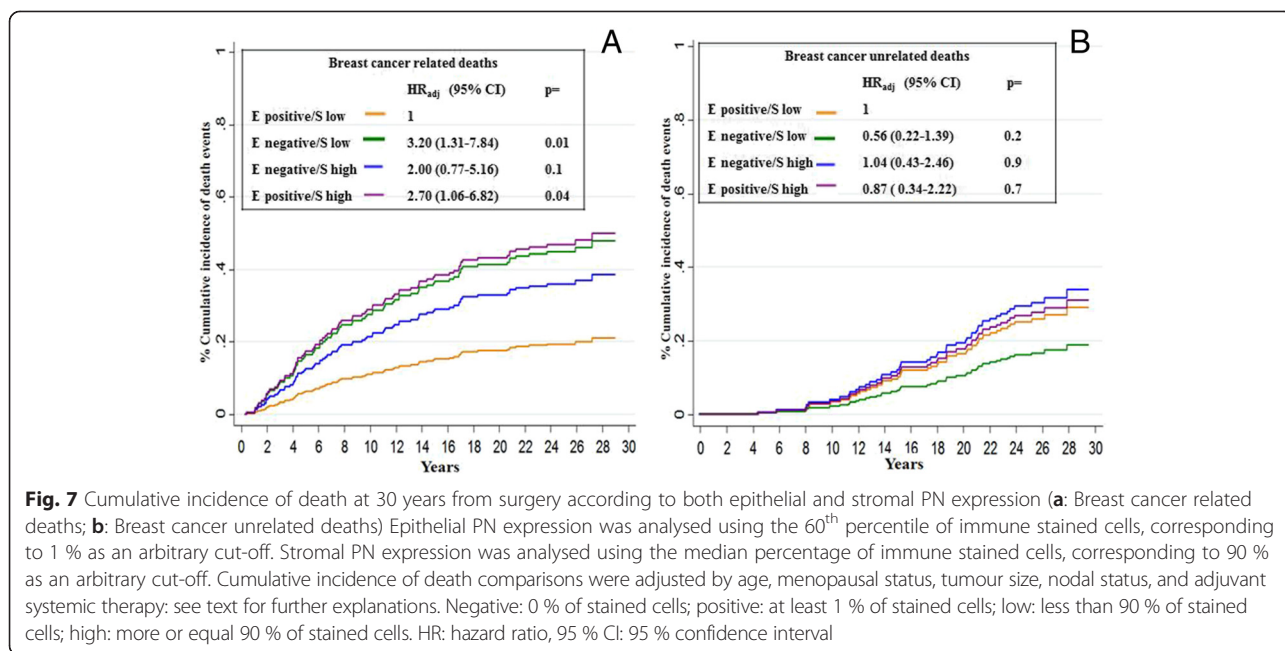 A
Breast cancer related deaths
HRadj (95% CI) p=
E positive/S low 1
E negative/S low 3.20 (1.31-7.84) 0.01
E negative/S high 2.00 (0.77-5.16) 0.1
E positive/S high 2.70 (1.06-6.82) 0.04
% Cumulative incidence of death events
1
.8
.6
.4
.2
0
0 2 4 6 8 10 12 14 16 18 20 22 24 26 28 30
Years
B
Breast cancer unrelated deaths
HRadj (95% CI) p=
E positive/S low 1
E negative/S low 0.56 (0.22-1.39) 0.2
E negative/S high 1.04 (0.43-2.46) 0.9
E positive/S high 0.87 ( 0.34-2.22) 0.7
% Cumulative incidence of death events
1
.8
.6
.4
.2
0
0 2 4 6 8 10 12 14 16 18 20 22 24 26 28 30
Years
Fig. 7 Cumulative incidence of death at 30 years from surgery according to both epithelial and stromal PN expression (a: Breast cancer related
deaths; b: Breast cancer unrelated deaths) Epithelial PN expression was analysed using the 60th percentile of immune stained cells, corresponding
to 1 % as an arbitrary cut-off. Stromal PN expression was analysed using the median percentage of immune stained cells, corresponding to 90 %
as an arbitrary cut-off. Cumulative incidence of death comparisons were adjusted by age, menopausal status, tumour size, nodal status, and adjuvant
systemic therapy: see text for further explanations. Negative: 0 % of stained cells; positive: at least 1 % of stained cells; low: less than 90 % of stained
cells; high: more or equal 90 % of stained cells. HR: hazard ratio, 95 % CI: 95 % confidence interval